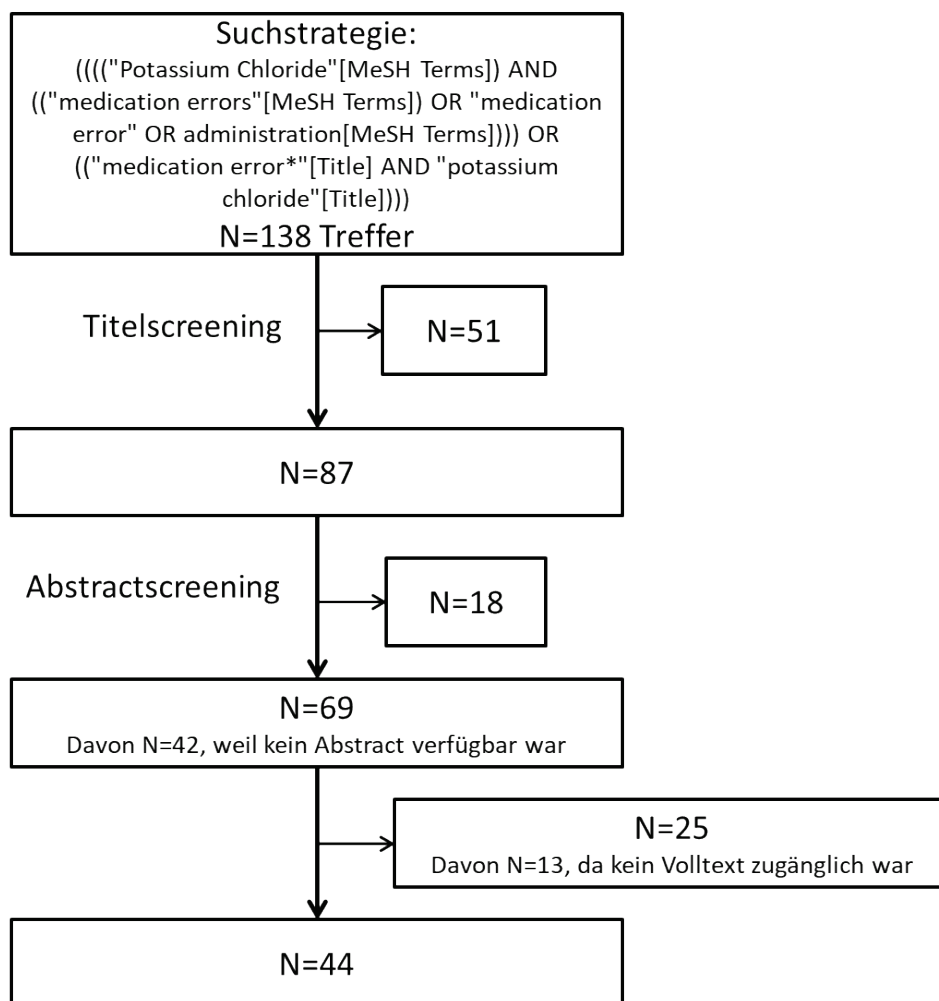 Suchstrategie:
(((("Potassium Chloride"[MeSH Terms]) AND
(("medication errors"[MeSH Terms]) OR "medication
error" OR administration[MeSH Terms]))) OR
(("medication error*"[Title] AND "potassium
chloride"[Title])))
N=138 Treffer
Titelscreening
N=51
N=87
Abstractscreening
N=18
N=69
Davon N=42, weil kein Abstract verfügbar war
N=25
Davon N=13, da kein Volltext zugänglich war
N=44